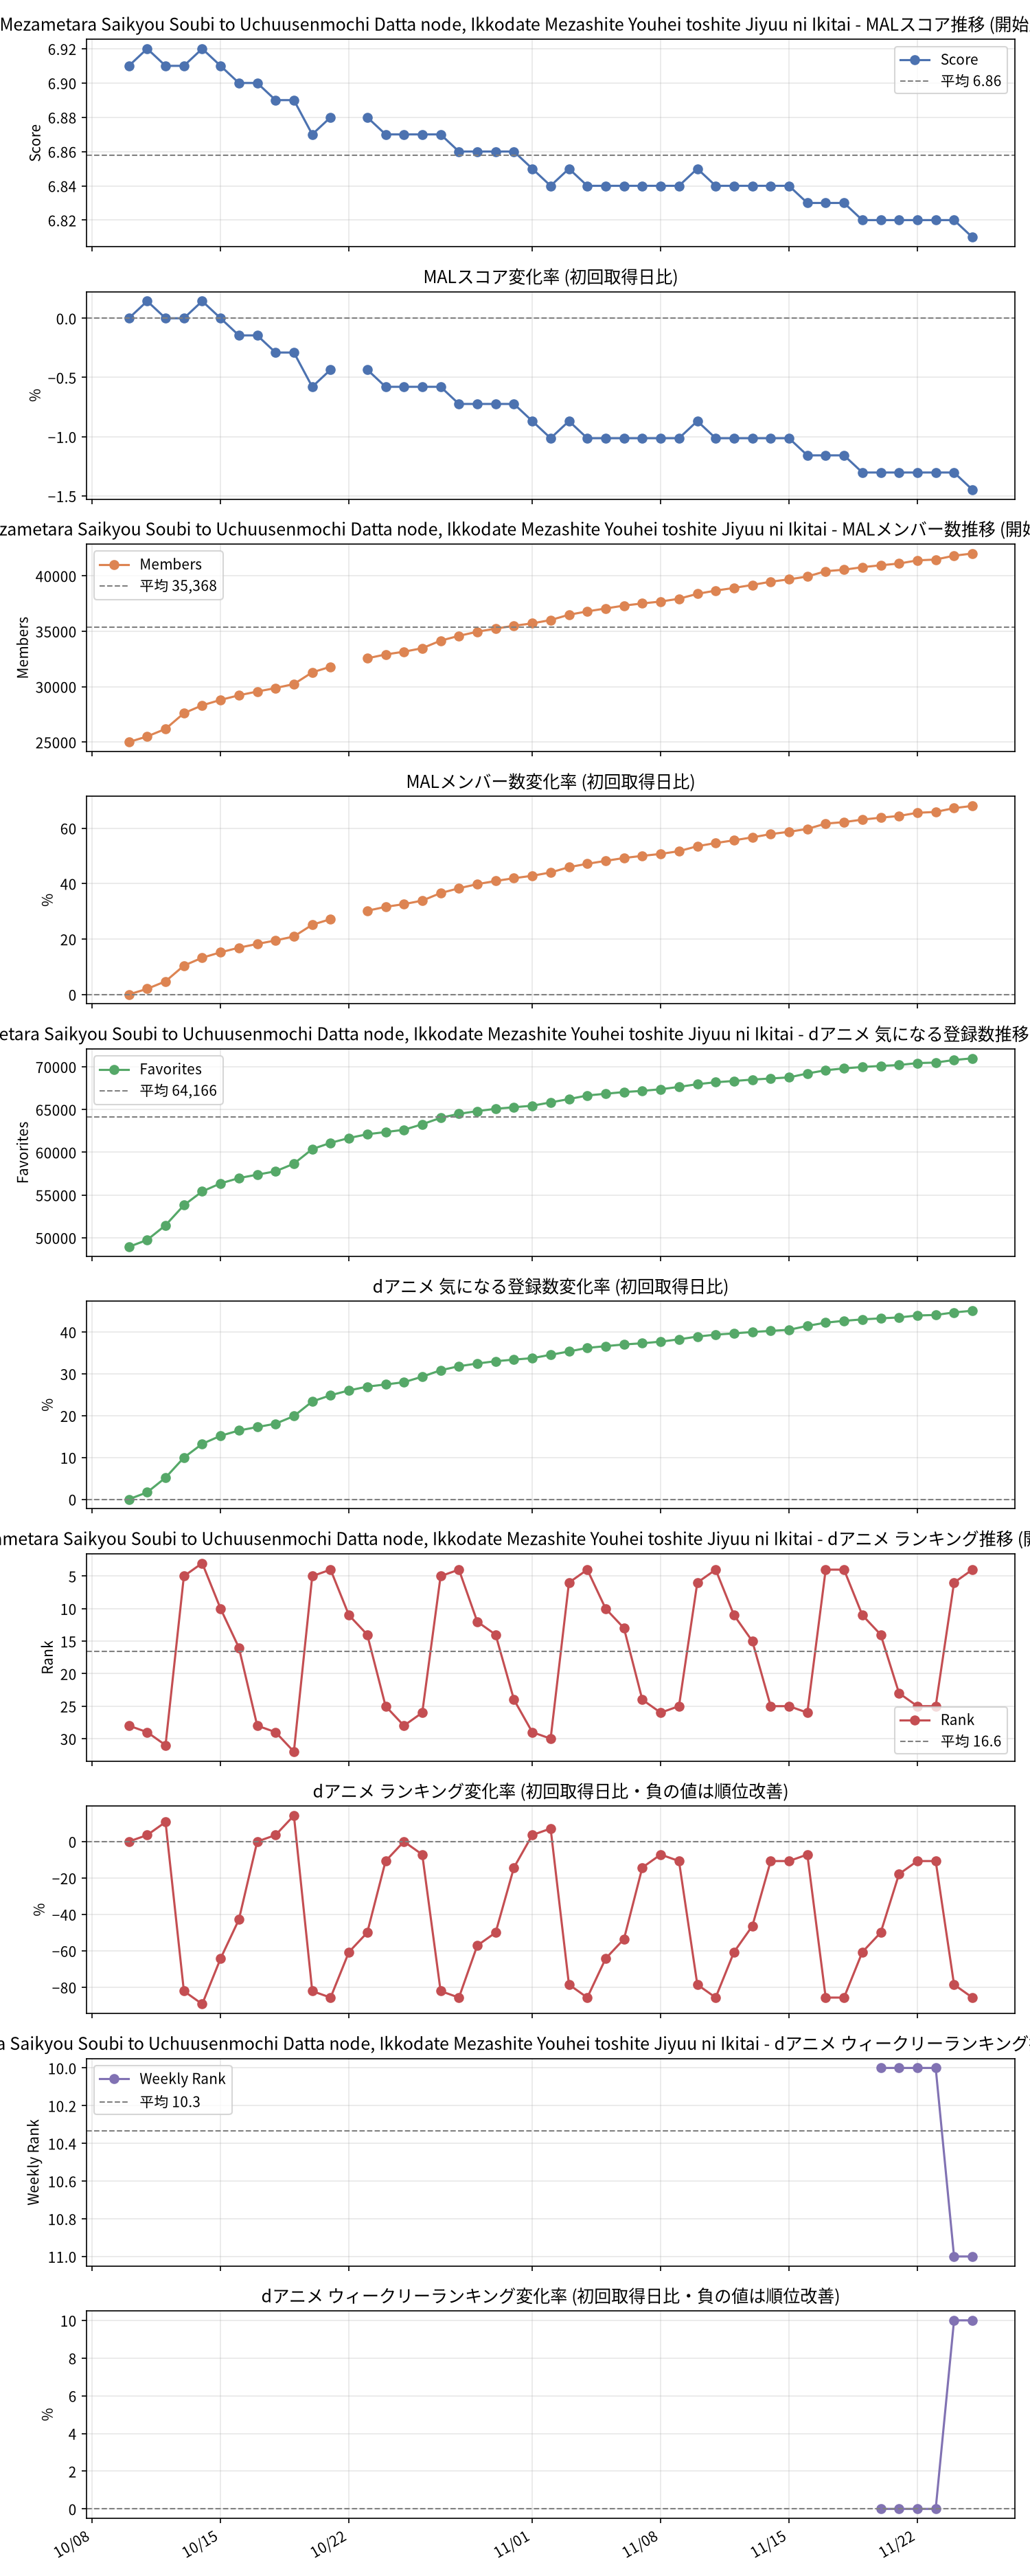 Mezametara Saikyou Soubi to Uchuusenmochi Datta node, Ikkodate Mezashite Youhei toshite Jiyuu ni Ikitai - MALスコア推移 (開始
6.92
6.90
6.88
6.86
6.84
6.82
Score
Score
平均 6.86
MALスコア変化率 (初回取得日比)
0.0
−0.5
−1.0
−1.5
%
zametara Saikyou Soubi to Uchuusenmochi Datta node, Ikkodate Mezashite Youhei toshite Jiyuu ni Ikitai - MALメンバー数推移 (開
40000
35000
30000
25000
Members
Members
平均 35,368
MALメンバー数変化率 (初回取得日比)
60
40
20
0
%
etara Saikyou Soubi to Uchuusenmochi Datta node, Ikkodate Mezashite Youhei toshite Jiyuu ni Ikitai - dアニメ 気になる登録数推移
70000
65000
60000
55000
50000
Favorites
Favorites
平均 64,166
dアニメ 気になる登録数変化率 (初回取得日比)
40
30
20
10
0
%
ametara Saikyou Soubi to Uchuusenmochi Datta node, Ikkodate Mezashite Youhei toshite Jiyuu ni Ikitai - dアニメ ランキング推移 (
5
10
15
20
25
30
Rank
Rank
平均 16.6
dアニメ ランキング変化率 (初回取得日比・負の値は順位改善)
0
−20
−40
−60
−80
%
a Saikyou Soubi to Uchuusenmochi Datta node, Ikkodate Mezashite Youhei toshite Jiyuu ni Ikitai - dアニメ ウィークリーランキング
10.0
10.2
10.4
10.6
10.8
11.0
Weekly Rank
Weekly Rank
平均 10.3
dアニメ ウィークリーランキング変化率 (初回取得日比・負の値は順位改善)
10
8
6
4
2
0
%
10/08
10/15
10/22
11/01
11/08
11/15
11/22